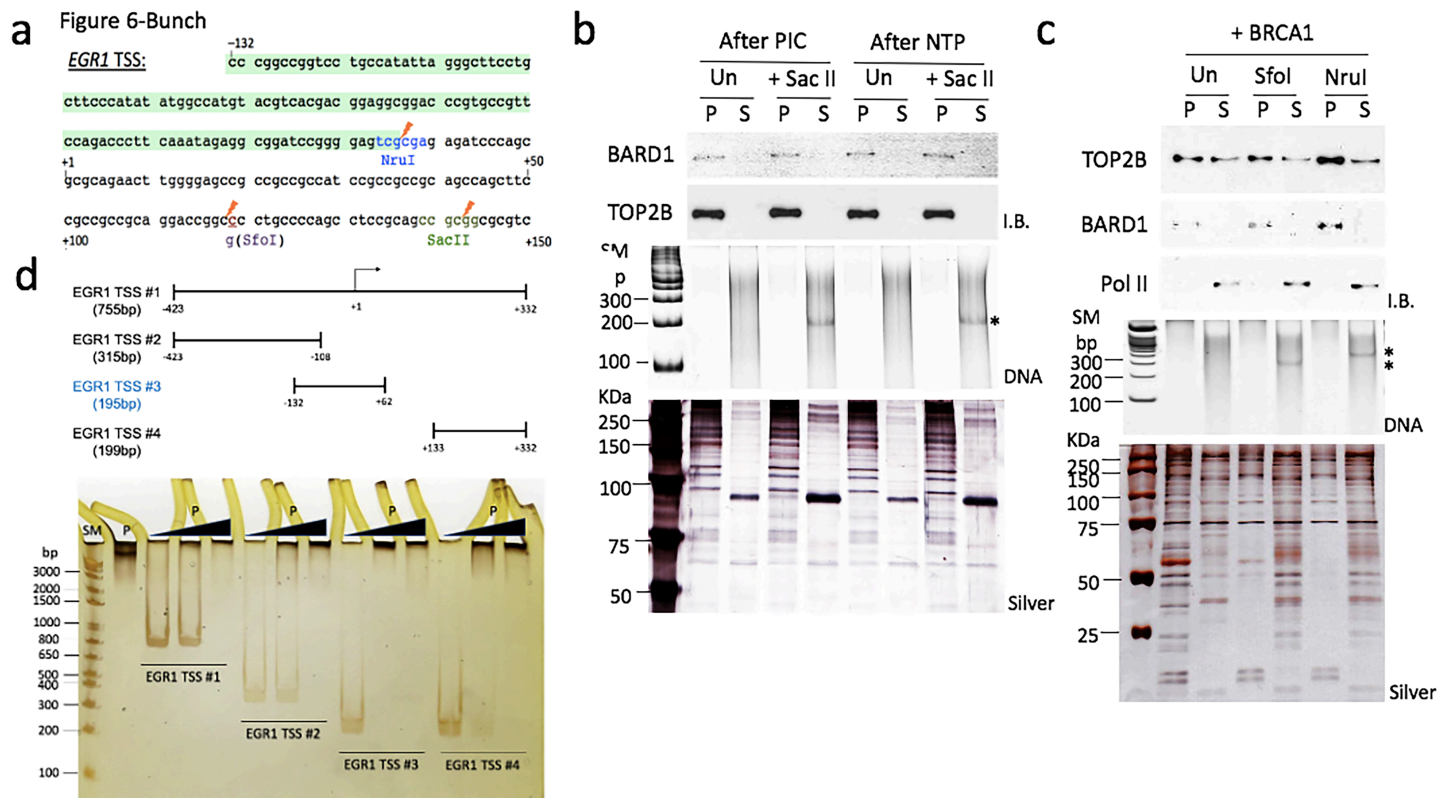 Figure 6-Bunch
a
EGR1 TSS:
−132
cc cggccggtcc tgccatatta gggcttcctg
cttcccatat atggccatgt acgtcacgac ggaggcggac ccgtgccgtt
ccagaccctt caaatagagg cggatccggg gagtcgcgag agatcccagc
+1 NruI +50
gcgcagaact tggggagccg ccgccgccat ccgccgccgc agccagcttc
cgccgccgca ggaccggccc ctgccccagc ctccgcagcc gcggcgcgtc
+100 g(SfoI) SacII +150
b
After PIC After NTP
Un + Sac II Un + Sac II
P S P S P S P S
BARD1
TOP2B
I.B.
SM
p
300
200
*
100
DNA
KDa
250
150
100
75
50
Silver
c
+ BRCA1
Un SfoI NruI
P S P S P S
TOP2B
BARD1
Pol II
I.B.
SM
bp
*
300
*
200
100
DNA
KDa
250
150
100
75
50
25
Silver
d
EGR1 TSS #1
(755bp)
-423 +1 +332
EGR1 TSS #2
(315bp)
-423 -108
EGR1 TSS #3
(195bp)
-132 +62
EGR1 TSS #4
(199bp)
+133 +332
SM P P P P P
bp
3000
2000
1500
1000
800
650
500
400
300
200
100
EGR1 TSS #1
EGR1 TSS #2
EGR1 TSS #3
EGR1 TSS #4